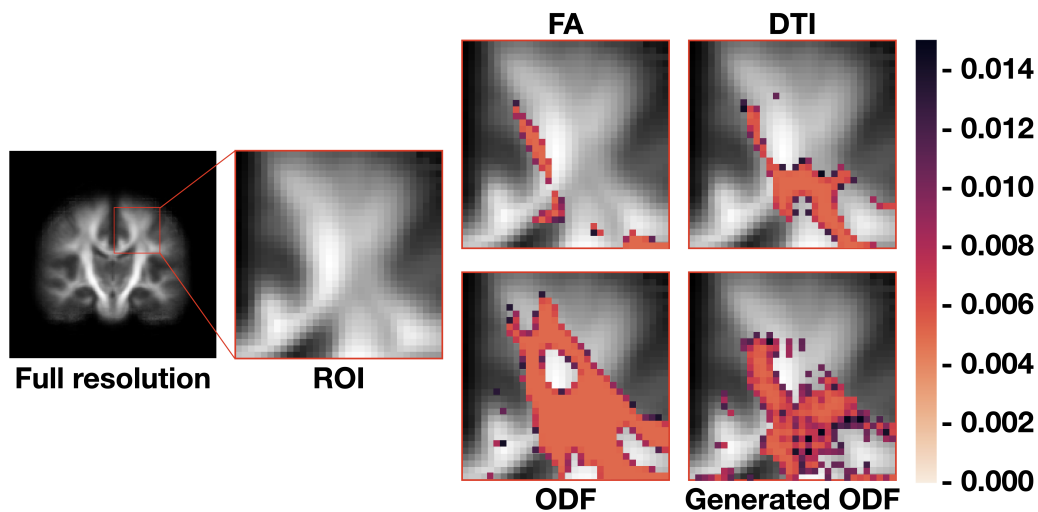 FA
DTI
Full resolution
ROI
ODF
Generated ODF
- 0.014
- 0.012
- 0.010
- 0.008
- 0.006
- 0.004
- 0.002
- 0.000